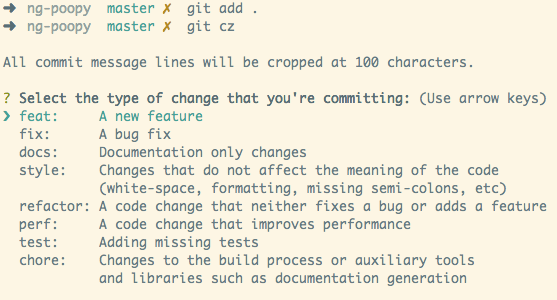 ➜ ng-poopy master ✗ git add .
➜ ng-poopy master ✗ git cz
All commit message lines will be cropped at 100 characters.
? Select the type of change that you're committing: (Use arrow keys)
❯ feat: A new feature
fix: A bug fix
docs: Documentation only changes
style: Changes that do not affect the meaning of the code
(white-space, formatting, missing semi-colons, etc)
refactor: A code change that neither fixes a bug or adds a feature
perf: A code change that improves performance
test: Adding missing tests
chore: Changes to the build process or auxiliary tools
and libraries such as documentation generation